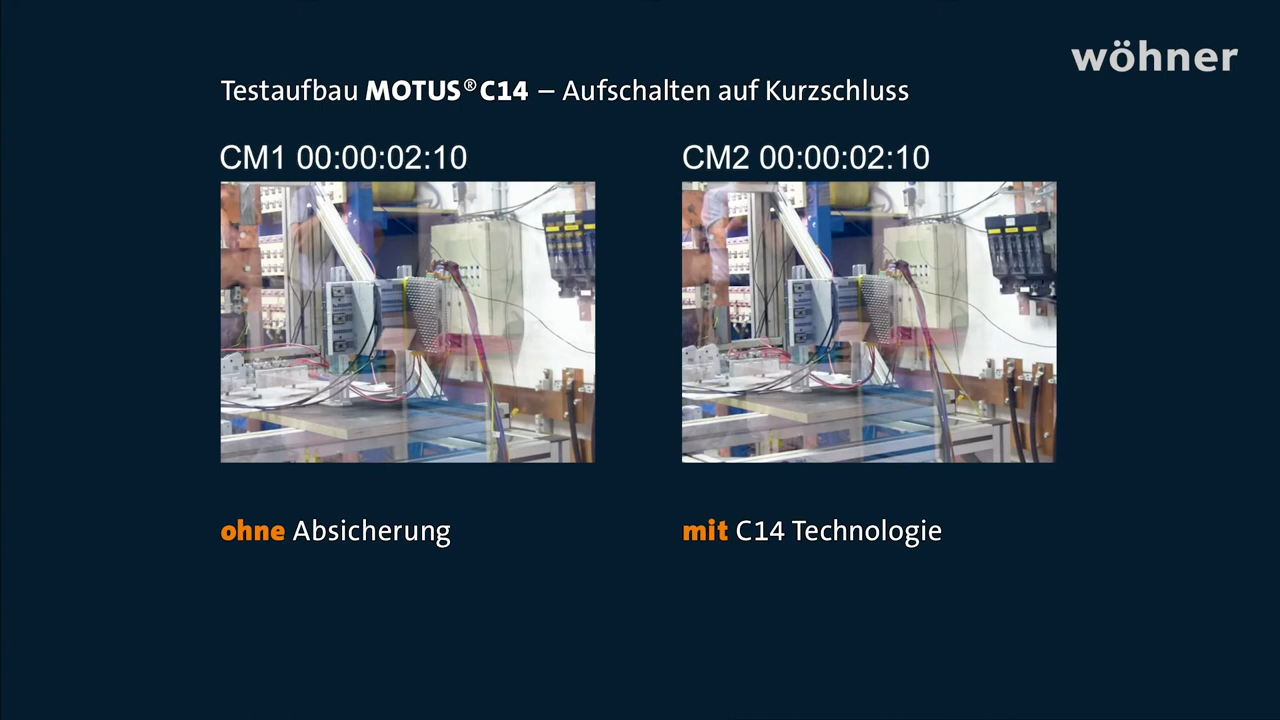 wöhner
Testaufbau MOTUS®C14 – Aufschalten auf Kurzschluss
CM1 00:00:02:10
CM2 00:00:02:10
ohne Absicherung
mit C14 Technologie